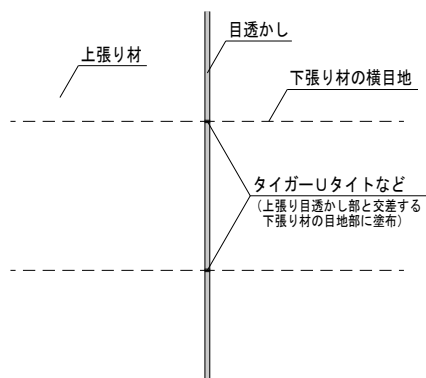 目透かし
上張り材
下張り材の横目地
タイガーUタイトなど
（上張り目透かし部と交差する
下張り材の目地部に塗布）